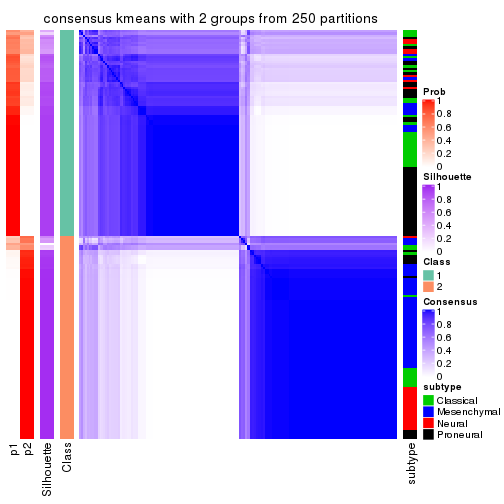 consensus kmeans with 2 groups from 250 partitions
Prob
1
0.8
0.6
0.4
0.2
0
Silhouette
1
0.8
0.6
0.4
0.2
0
Class
1
2
Consensus
1
0.8
0.6
0.4
0.2
0
subtype
Classical
Mesenchymal
Neural
Proneural
p1
p2
Silhouette
Class
subtype